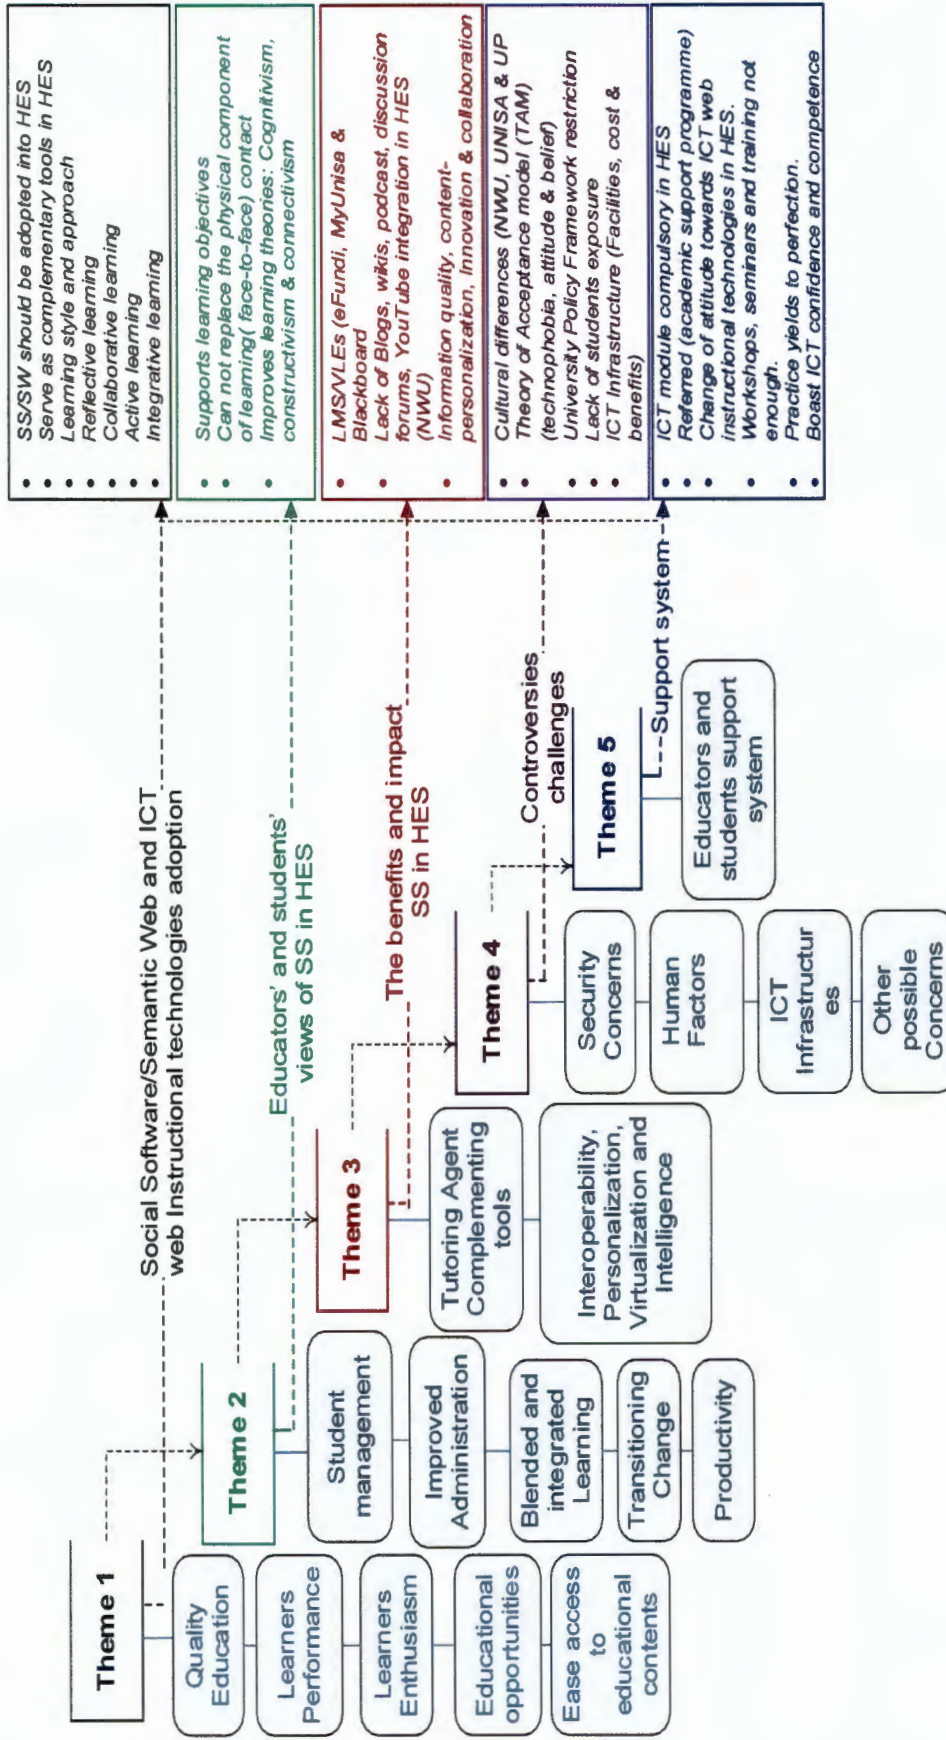 Theme 1
Quality
Education
Learners
Performance
Learners
Enthusiasm
Educational
opportunities
Ease access
to
educational
contents
Social Software/Semantic Web and ICT
web Instructional technologies adoption
Theme 2
Student
management
Improved
Administration
Blended and
integrated
Learning
Transitioning
Change
Productivity
Educators' and students'
views of SS in HES
Theme 3
Tutoring Agent
Complementing
tools
Interoperability,
Personalization,
Virtualization and
Intelligence
The benefits and impact
SS in HES
Theme 4
Security
Concerns
Human
Factors
ICT
Infrastructur
es
Other
possible
Concerns
Controversies
challenges
Theme 5
Educators and
students support
system
Support system
• SS/SW should be adopted into HES
• Serve as complementary tools in HES
• Learning style and approach
• Reflective learning
• Collaborative learning
• Active learning
• Integrative learning
• Supports learning objectives
• Can not replace the physical component
of learning( face-to-face) contact
• Improves learning theories: Cognitivism,
constructivism & connectivism
• LMS/VLEs (eFundi, MyUnisa &
Blackboard
• Lack of Blogs, wikis, podcast, discussion
forums, YouTube integration in HES
(NWU)
• Information quality, content-
personalization, Innovation & collaboration
• Cultural differences (NWU, UNISA & UP
• Theory of Acceptance model (TAM)
(technophobia, attitude & belief)
• University Policy Framework restriction
• Lack of students exposure
• ICT Infrastructure (Facilities, cost &
benefits)
• ICT module compulsory in HES
• Referred (academic support programme)
• Change of attitude towards ICT web
instructional technologies in HES.
• Workshops, seminars and training not
enough.
• Practice yields to perfection.
• Boast ICT confidence and competence